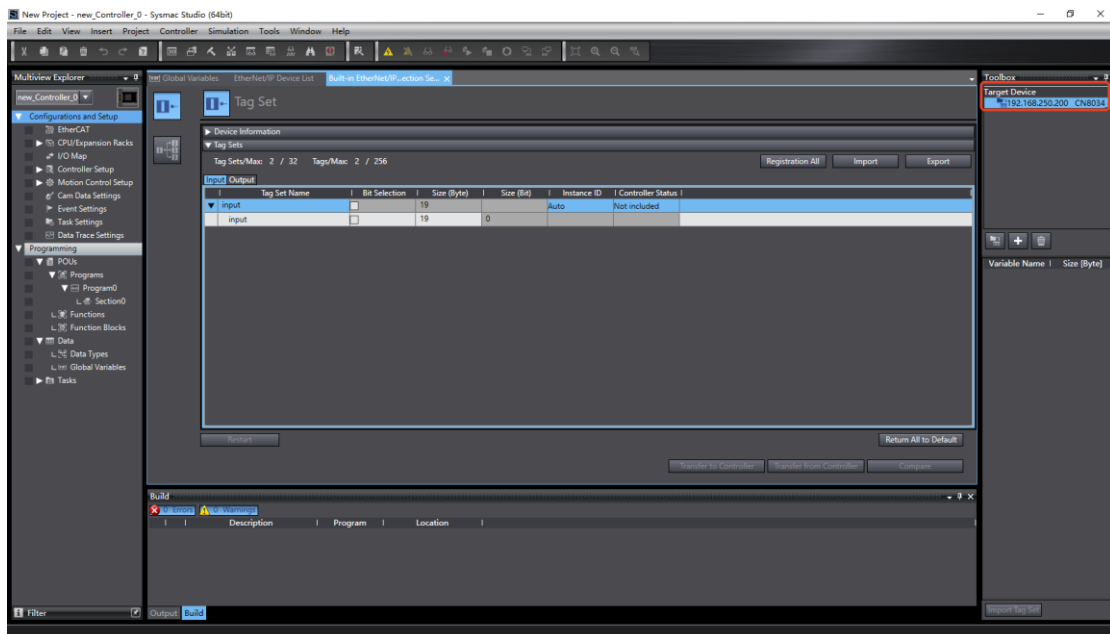 New Project - new_Controller_0 - Sysmac Studio (64bit)
File Edit View Insert Project Controller Simulation Tools Window Help
Multiview Explorer
new_Controller_0
Configurations and Setup
EtherCAT
CPU/Expansion Racks
I/O Map
Controller Setup
Motion Control Setup
Cam Data Settings
Event Settings
Task Settings
Data Trace Settings
Programming
POUs
Programs
Program0
Section0
Functions
Function Blocks
Data
Data Types
Global Variables
Tasks
Filter
Global Variables EtherNet/IP Device List Built-in EtherNet/IP...ection Se... x
Tag Set
Device Information
Tag Sets
Tag Sets/Max: 2 / 32 Tags/Max: 2 / 256
Registration All Import Export
Input Output
Tag Set Name Bit Selection Size (Byte) Size (Bit) Instance ID Controller Status
input 19 Auto Not included
input 19 0
Restart
Return All to Default
Transfer to Controller Transfer from Controller Compare
Build
0 Errors 0 Warnings
Description Program Location
Output Build
Toolbox
Target Device
192.168.250.200 CN8034
Variable Name Size (Byte)
Import Tag Set